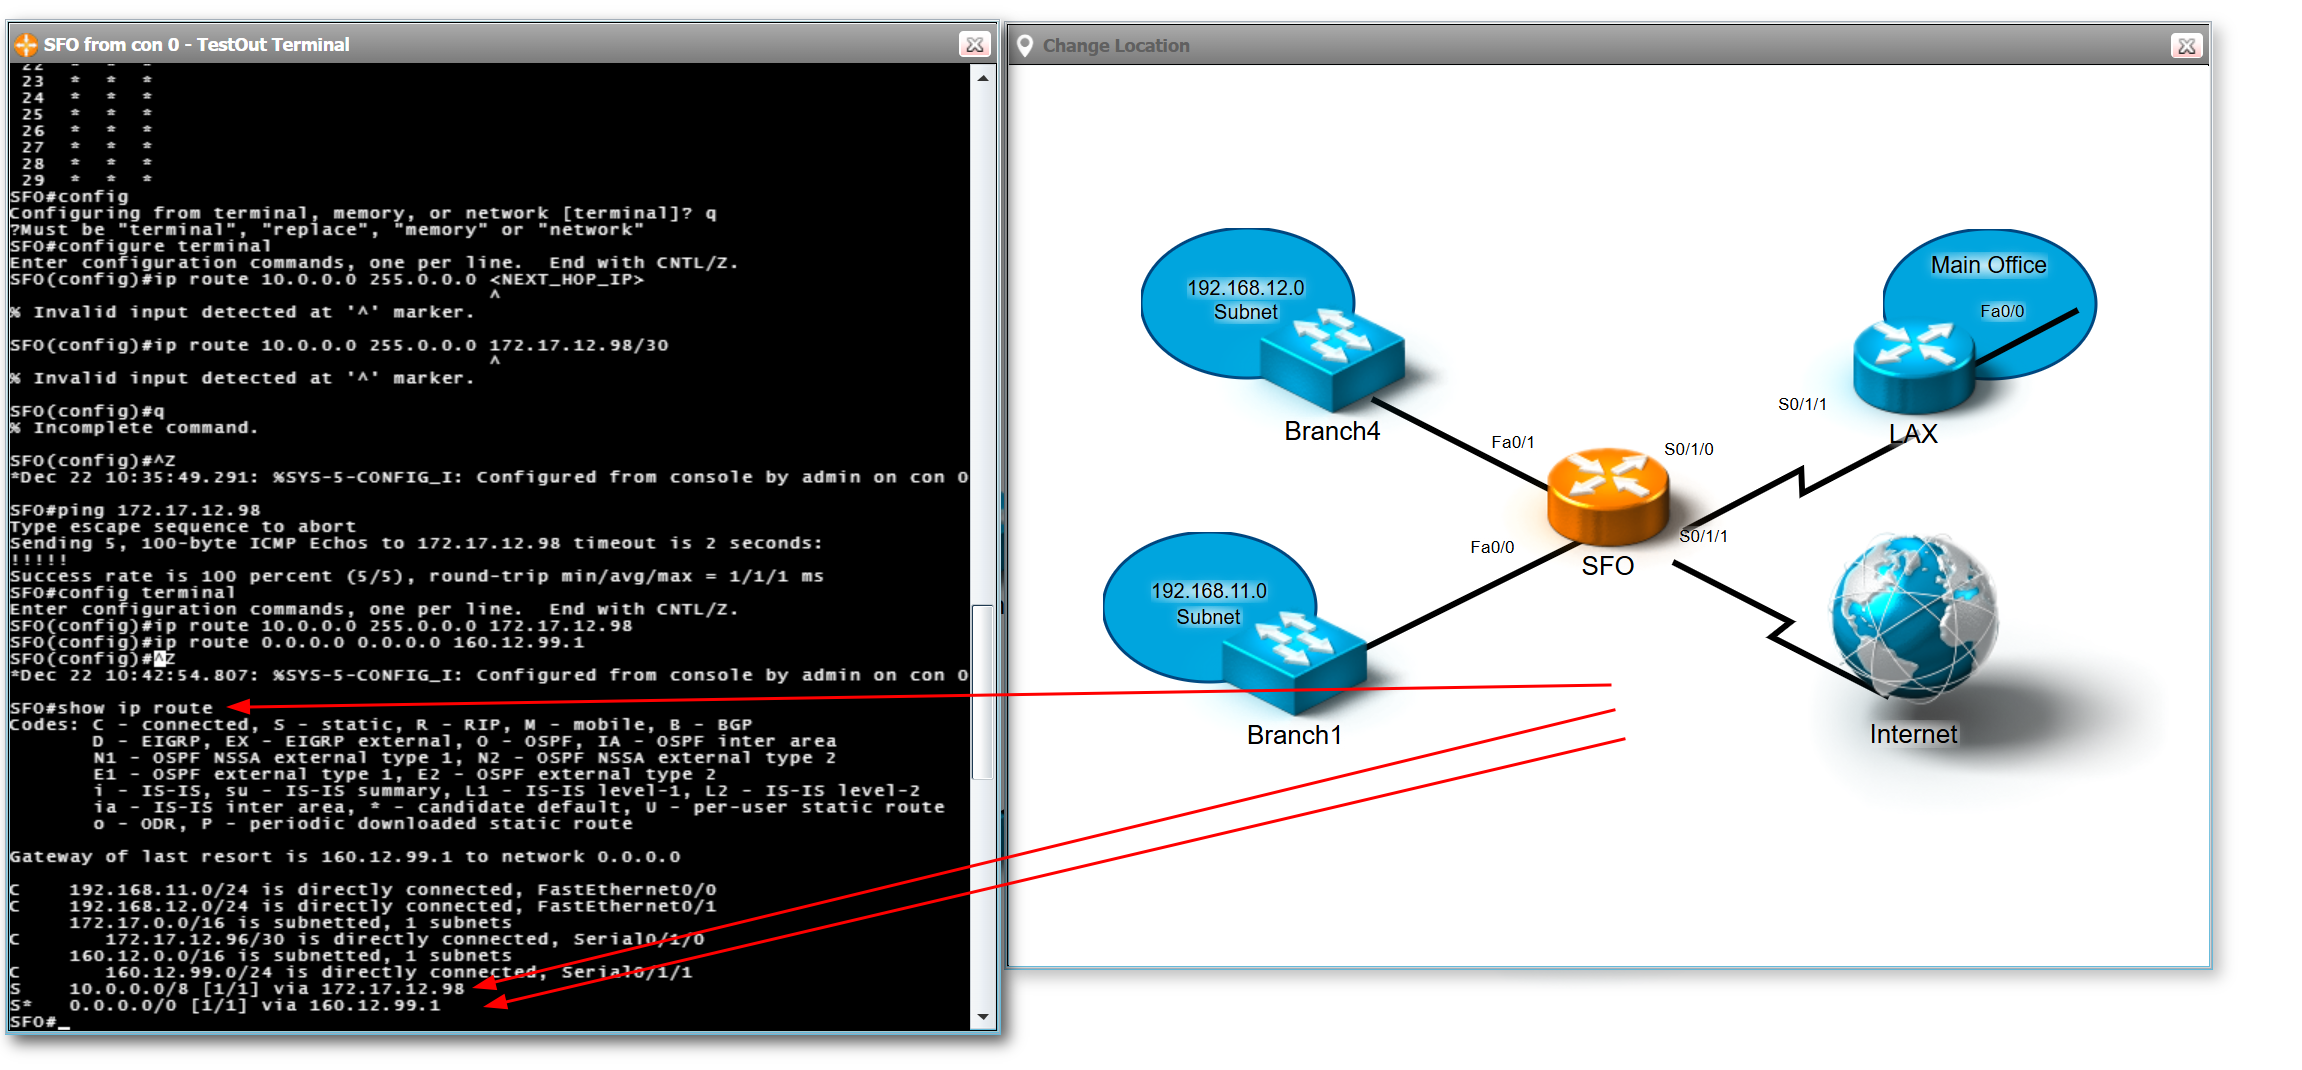 SFO from con 0 - TestOut Terminal
22 * * *
23 * * *
24 * * *
25 * * *
26 * * *
27 * * *
28 * * *
29 * * *
SFO#config
Configuring from terminal, memory, or network [terminal]? q
?Must be "terminal", "replace", "memory" or "network"
SFO#configure terminal
Enter configuration commands, one per line.  End with CNTL/Z.
SFO(config)#ip route 10.0.0.0 255.0.0.0 <NEXT_HOP_IP>
^
% Invalid input detected at '^' marker.
SFO(config)#ip route 10.0.0.0 255.0.0.0 172.17.12.98/30
^
% Invalid input detected at '^' marker.
SFO(config)#q
% Incomplete command.
SFO(config)#^Z
*Dec 22 10:35:49.291: %SYS-5-CONFIG_I: Configured from console by admin on con 0
SFO#ping 172.17.12.98
Type escape sequence to abort
Sending 5, 100-byte ICMP Echos to 172.17.12.98 timeout is 2 seconds:
!!!!!
Success rate is 100 percent (5/5), round-trip min/avg/max = 1/1/1 ms
SFO#config terminal
Enter configuration commands, one per line.  End with CNTL/Z.
SFO(config)#ip route 10.0.0.0 255.0.0.0 172.17.12.98
SFO(config)#ip route 0.0.0.0 0.0.0.0 160.12.99.1
SFO(config)#^Z
*Dec 22 10:42:54.807: %SYS-5-CONFIG_I: Configured from console by admin on con 0
SFO#show ip route
Codes: C - connected, S - static, R - RIP, M - mobile, B - BGP
D - EIGRP, EX - EIGRP external, O - OSPF, IA - OSPF inter area
N1 - OSPF NSSA external type 1, N2 - OSPF NSSA external type 2
E1 - OSPF external type 1, E2 - OSPF external type 2
i - IS-IS, su - IS-IS summary, L1 - IS-IS level-1, L2 - IS-IS level-2
ia - IS-IS inter area, * - candidate default, U - per-user static route
o - ODR, P - periodic downloaded static route
Gateway of last resort is 160.12.99.1 to network 0.0.0.0
C 192.168.11.0/24 is directly connected, FastEthernet0/0
C 192.168.12.0/24 is directly connected, FastEthernet0/1
172.17.0.0/16 is subnetted, 1 subnets
C 172.17.12.96/30 is directly connected, Serial0/1/0
160.12.0.0/16 is subnetted, 1 subnets
C 160.12.99.0/24 is directly connected, Serial0/1/1
S 10.0.0.0/8 [1/1] via 172.17.12.98
S* 0.0.0.0/0 [1/1] via 160.12.99.1
SFO#_
Change Location
192.168.12.0
Subnet
Branch4
Main Office
Fa0/0
S0/1/1
LAX
Fa0/1
S0/1/0
S0/1/1
Fa0/0
SFO
192.168.11.0
Subnet
Branch1
Internet